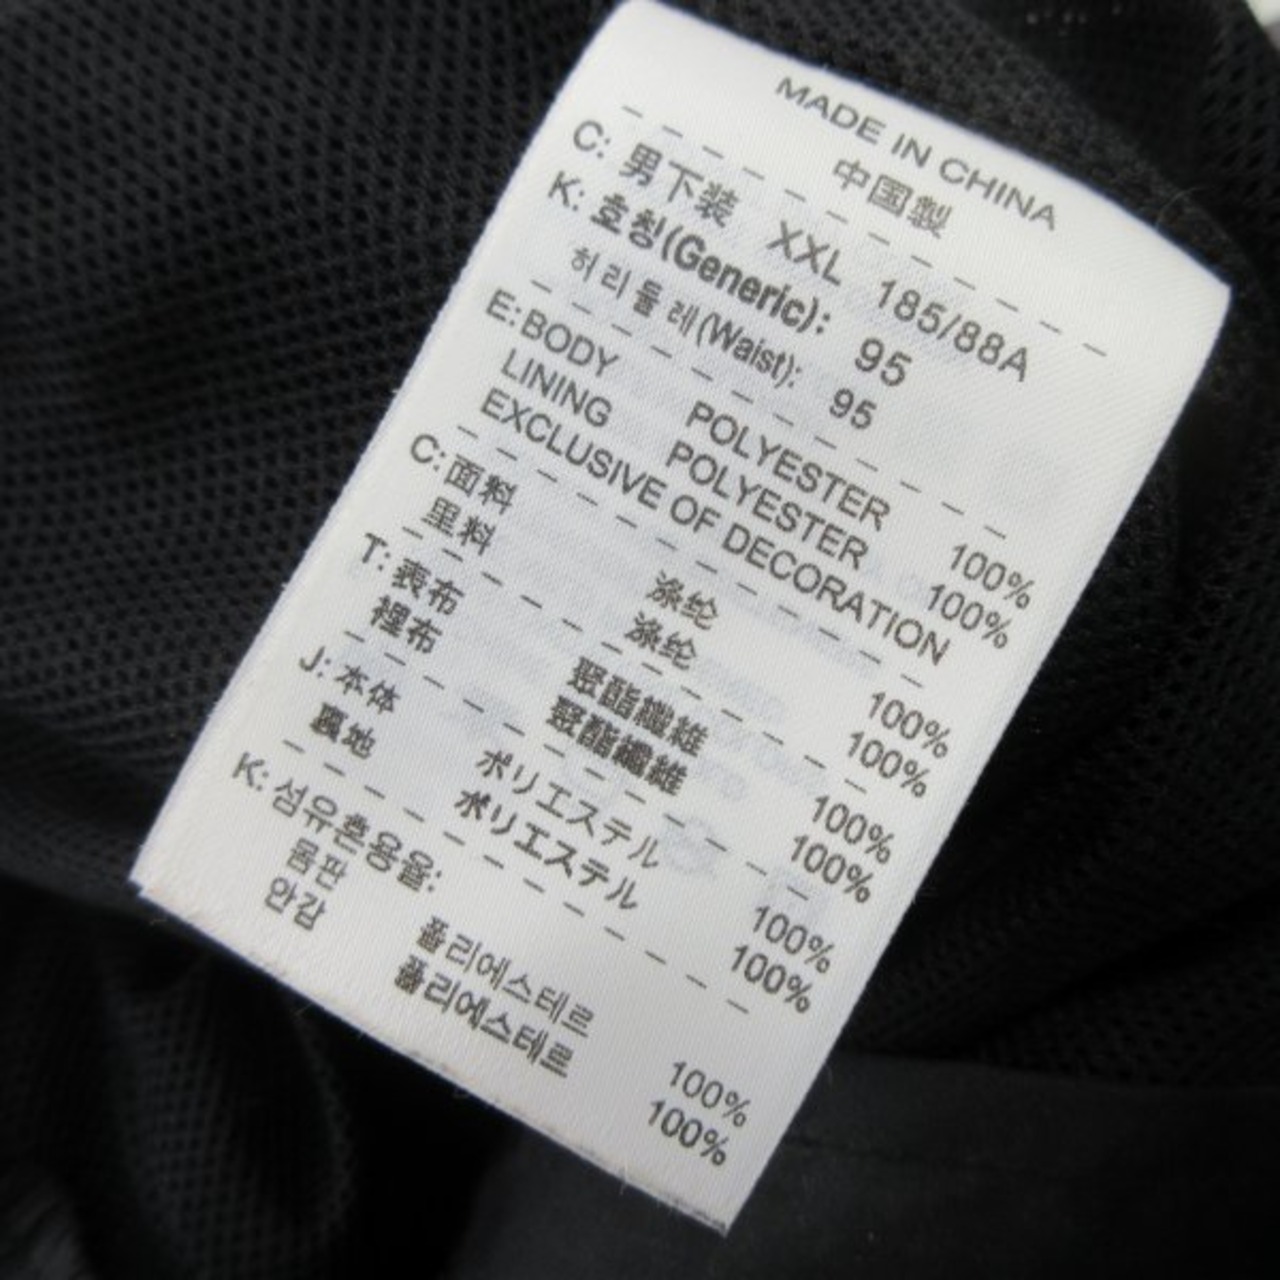 MADE IN CHINA
中国製
C: 男下装 XXL 185/88A
K: 호칭(Generic): 95
허리둘레(Waist): 95
E:BODY POLYESTER 100%
LINING POLYESTER 100%
EXCLUSIVE OF DECORATION
C:面料 涤纶 100%
里料 涤纶 100%
T:表布 聚酯纖維 100%
裡布 聚酯纖維 100%
J:本体 ポリエステル 100%
裏地 ポリエステル 100%
K:섬유혼용율:
몸판 폴리에스테르 100%
안감 폴리에스테르 100%